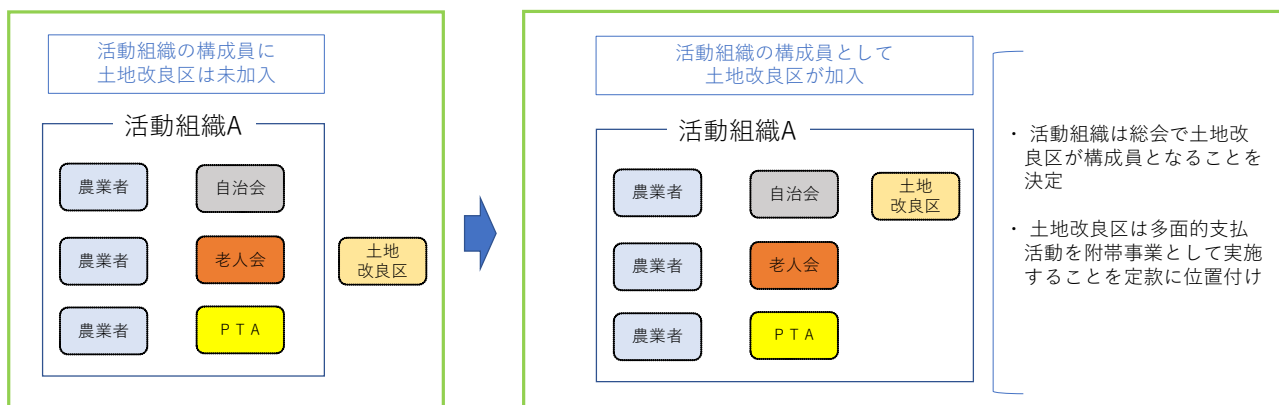 活動組織の構成員に
土地改良区は未加入
活動組織A
農業者
自治会
農業者
老人会
土地
改良区
農業者
ＰＴＡ
活動組織の構成員として
土地改良区が加入
活動組織A
農業者
自治会
土地
改良区
農業者
老人会
農業者
ＰＴＡ
・ 活動組織は総会で土地改
良区が構成員となることを
決定
・ 土地改良区は多面的支払
活動を附帯事業として実施
することを定款に位置付け